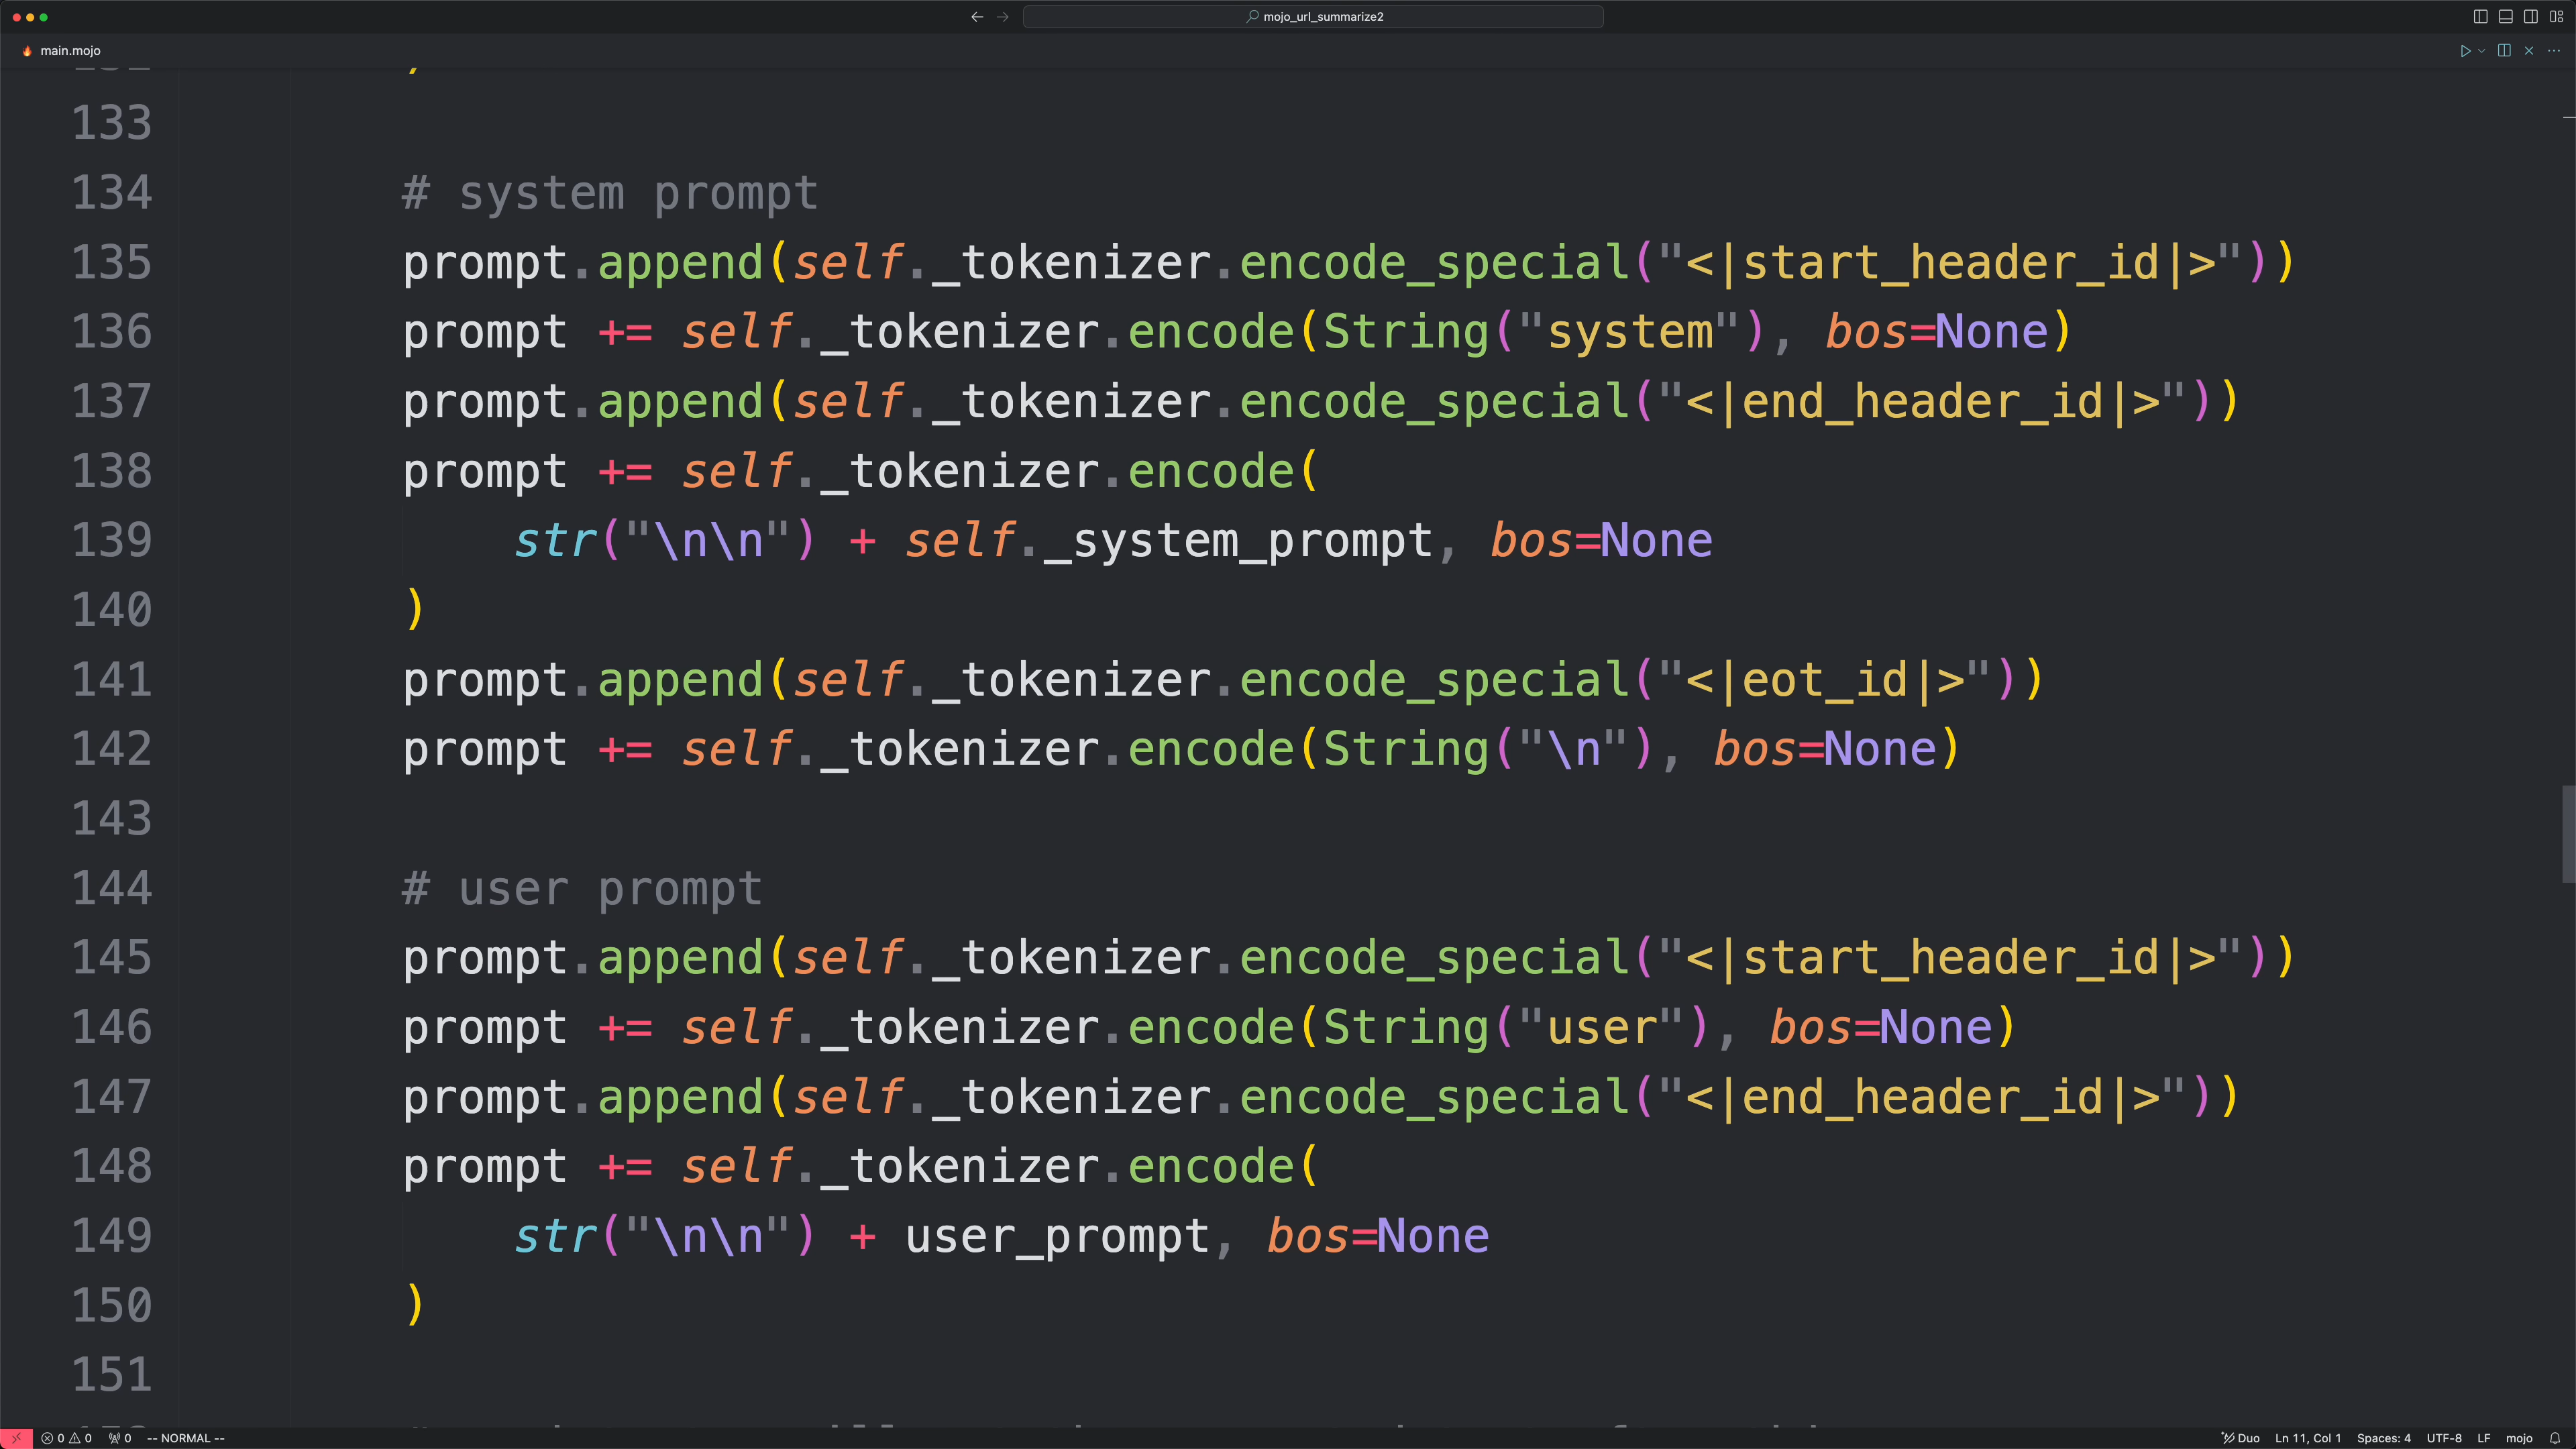 mojo_url_summarize2
main.mojo
)
133
134 # system prompt
135 prompt.append(self._tokenizer.encode_special("<|start_header_id|>"))
136 prompt += self._tokenizer.encode(String("system"), bos=None)
137 prompt.append(self._tokenizer.encode_special("<|end_header_id|>"))
138 prompt += self._tokenizer.encode(
139 str("\n\n") + self._system_prompt, bos=None
140 )
141 prompt.append(self._tokenizer.encode_special("<|eot_id|>"))
142 prompt += self._tokenizer.encode(String("\n"), bos=None)
143
144 # user prompt
145 prompt.append(self._tokenizer.encode_special("<|start_header_id|>"))
146 prompt += self._tokenizer.encode(String("user"), bos=None)
147 prompt.append(self._tokenizer.encode_special("<|end_header_id|>"))
148 prompt += self._tokenizer.encode(
149 str("\n\n") + user_prompt, bos=None
150 )
151
0 0 0 -- NORMAL -- Duo Ln 11, Col 1 Spaces: 4 UTF-8 LF mojo